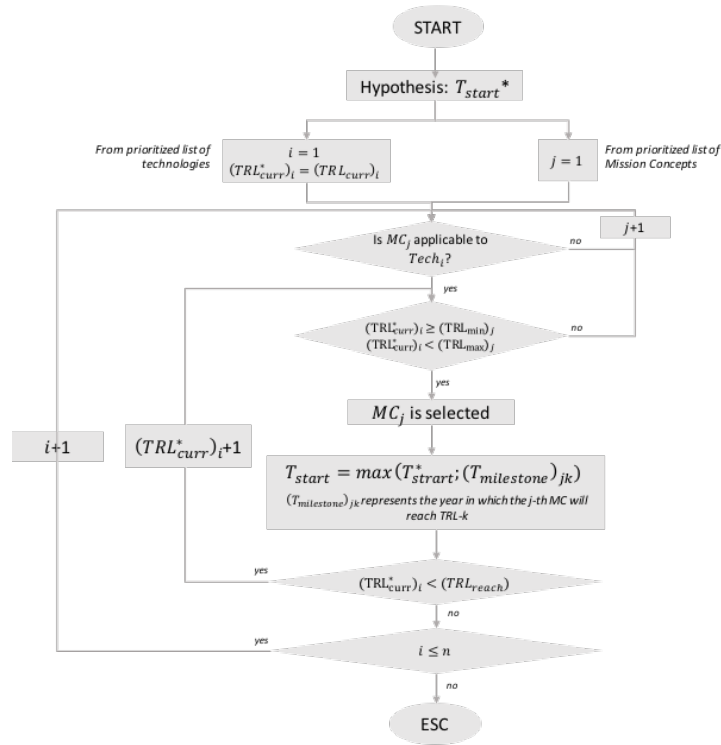 START
Hypothesis: T_start*
From prioritized list of
technologies
i = 1
(TRL*_curr)_i = (TRL_curr)_i
j = 1
From prioritized list of
Mission Concepts
j+1
Is MC_j applicable to
Tech_i?
no
yes
(TRL*_curr)_i ≥ (TRL_min)_j
(TRL*_curr)_i < (TRL_max)_j
no
yes
MC_j is selected
i+1
(TRL*_curr)_i+1
T_start = max(T*_strart; (T_milestone)_jk)
(T_milestone)_jk represents the year in which the j-th MC will
reach TRL-k
yes
(TRL*_curr)_i < (TRL_reach)
no
yes
i ≤ n
no
ESC